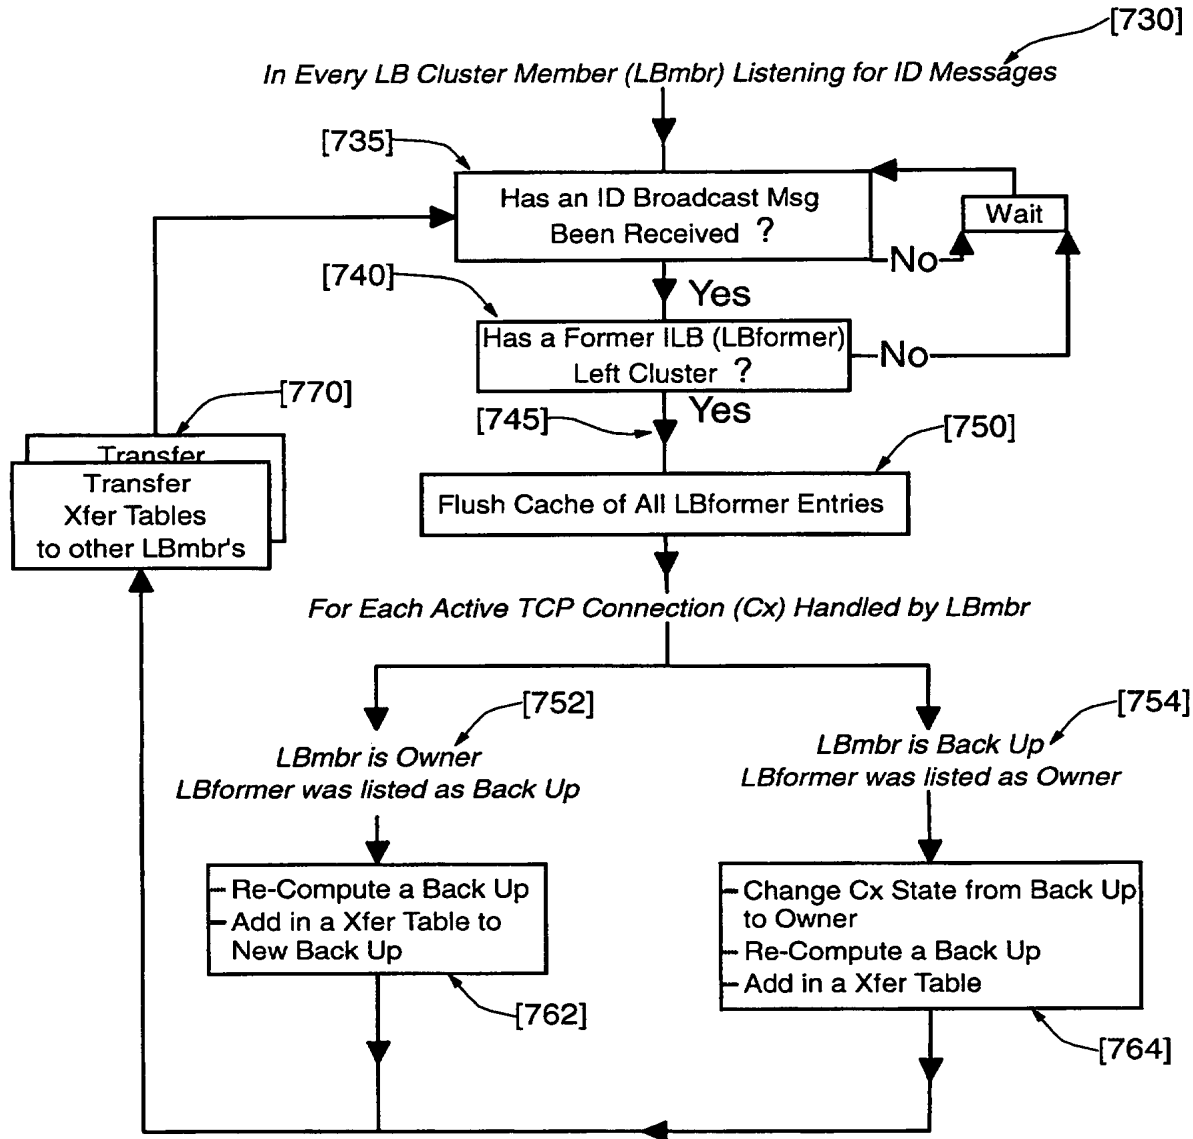 [730]
In Every LB Cluster Member (LBmbr) Listening for ID Messages
[735]
Has an ID Broadcast Msg
Been Received ?
Wait
No
[740]
Yes
Has a Former ILB (LBformer)
Left Cluster ?
No
[770]
[745]
Yes
[750]
Transfer
Transfer
Xfer Tables
to other LBmbr's
Flush Cache of All LBformer Entries
For Each Active TCP Connection (Cx) Handled by LBmbr
[752]
[754]
LBmbr is Owner
LBformer was listed as Back Up
LBmbr is Back Up
LBformer was listed as Owner
– Re-Compute a Back Up
– Add in a Xfer Table to
New Back Up
[762]
– Change Cx State from Back Up
to Owner
– Re-Compute a Back Up
– Add in a Xfer Table
[764]